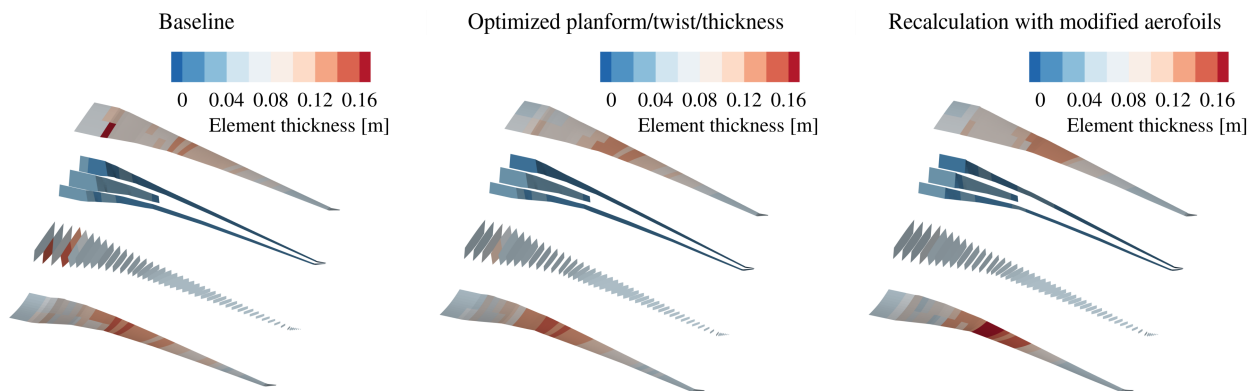 Baseline
0 0.04 0.08 0.12 0.16
Element thickness [m]
Optimized planform/twist/thickness
0 0.04 0.08 0.12 0.16
Element thickness [m]
Recalculation with modified aerofoils
0 0.04 0.08 0.12 0.16
Element thickness [m]